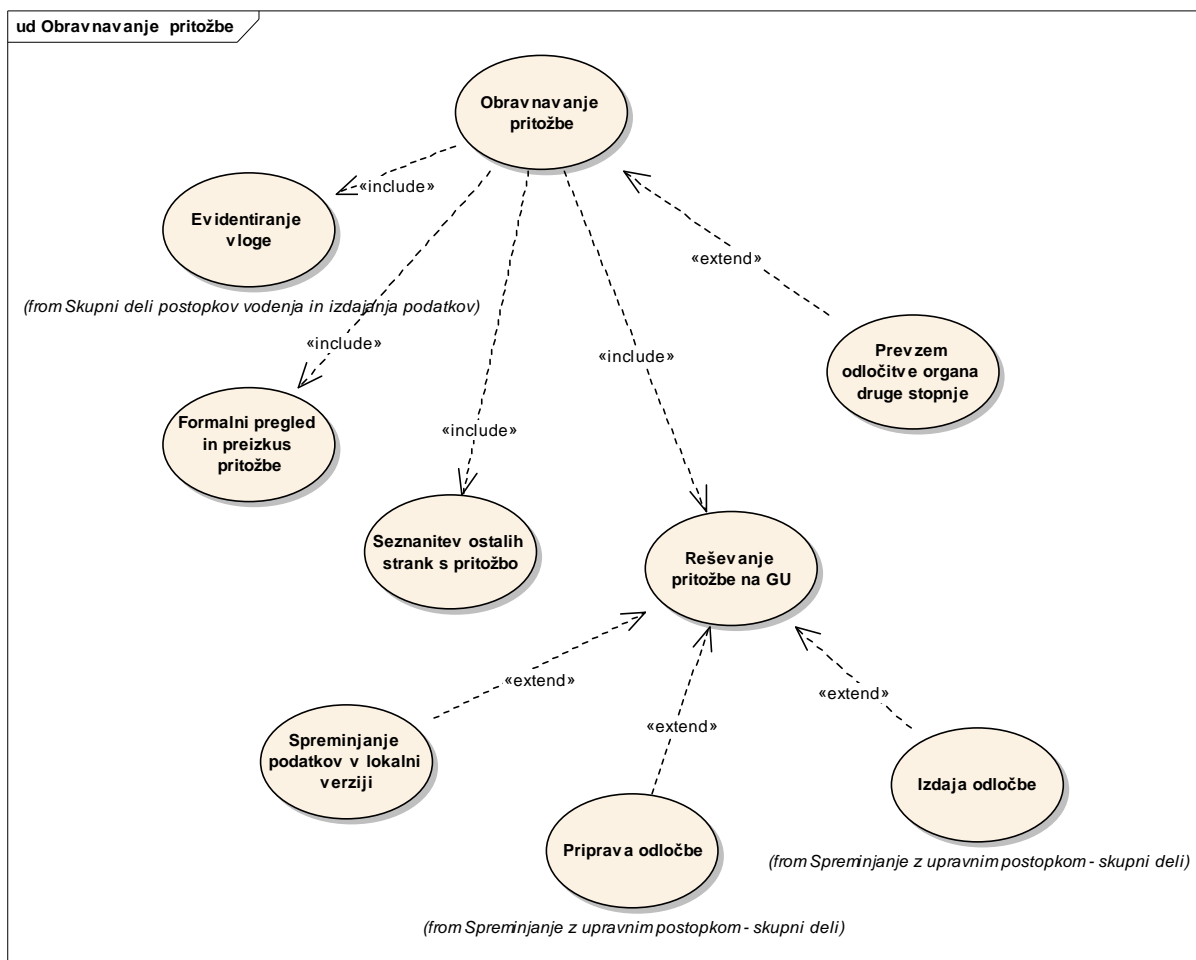 ud Obravnavanje pritožbe
Obravnavanje
pritožbe
«include»
Evidentiranje
vloge
(from Skupni deli postopkov vodenja in izdajanja podatkov)
«extend»
«include»
«include»
Prevzem
odločitve organa
druge stopnje
Formalni pregled
in preizkus
pritožbe
«include»
Seznanitev ostalih
strank s pritožbo
Reševanje
pritožbe na GU
«extend»
«extend»
«extend»
Spreminjanje
podatkov v lokalni
verziji
Izdaja odločbe
(from Spreminjanje z upravnim postopkom - skupni deli)
Priprava odločbe
(from Spreminjanje z upravnim postopkom - skupni deli)